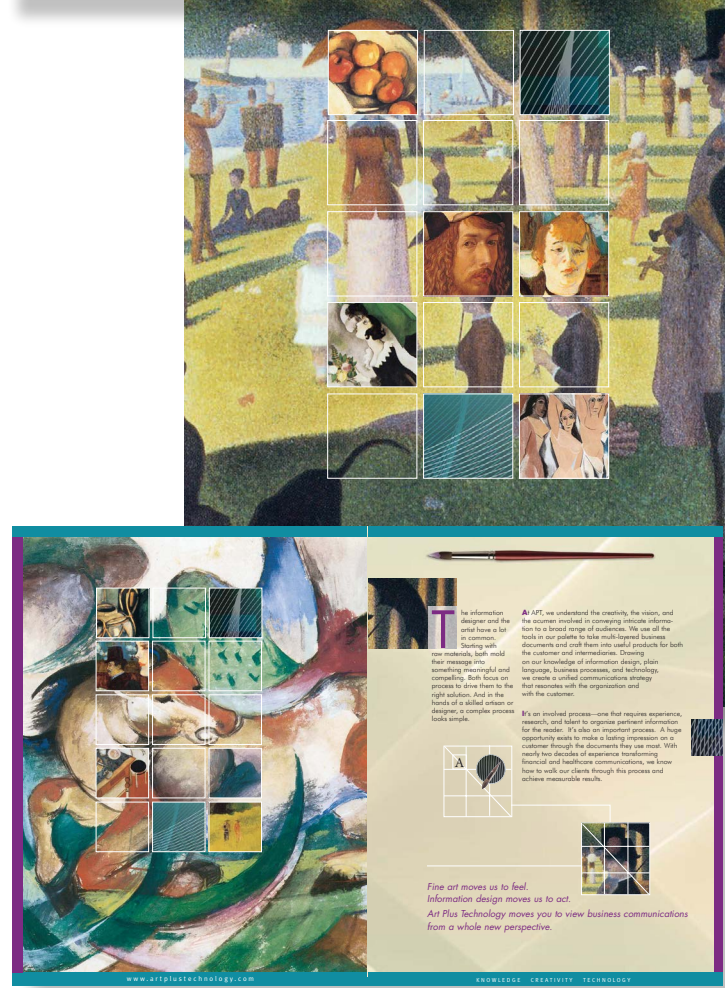 The information
designer and the
artist have a lot
in common.
Starting with
raw materials, both mold
their message into
something meaningful and
compelling. Both focus on
process to drive them to the
right solution. And in the
hands of a skilled artisan or
designer, a complex process
looks simple.
At APT, we understand the creativity, the vision, and
the acumen involved in conveying intricate informa-
tion to a broad range of audiences. We use all the
tools in our palette to take multi-layered business
documents and craft them into useful products for both
the customer and intermediaries. Drawing
on our knowledge of information design, plain
language, business processes, and technology,
we create a unified communications strategy
that resonates with the organization and
with the customer.
It's an involved process—one that requires experience,
research, and talent to organize pertinent information
for the reader. It's also an important process. A huge
opportunity exists to make a lasting impression on a
customer through the documents they use most. With
nearly two decades of experience transforming
financial and healthcare communications, we know
how to walk our clients through this process and
achieve measurable results.
A
Fine art moves us to feel.
Information design moves us to act.
Art Plus Technology moves you to view business communications
from a whole new perspective.
www.artplustechnology.com
KNOWLEDGE CREATIVITY TECHNOLOGY